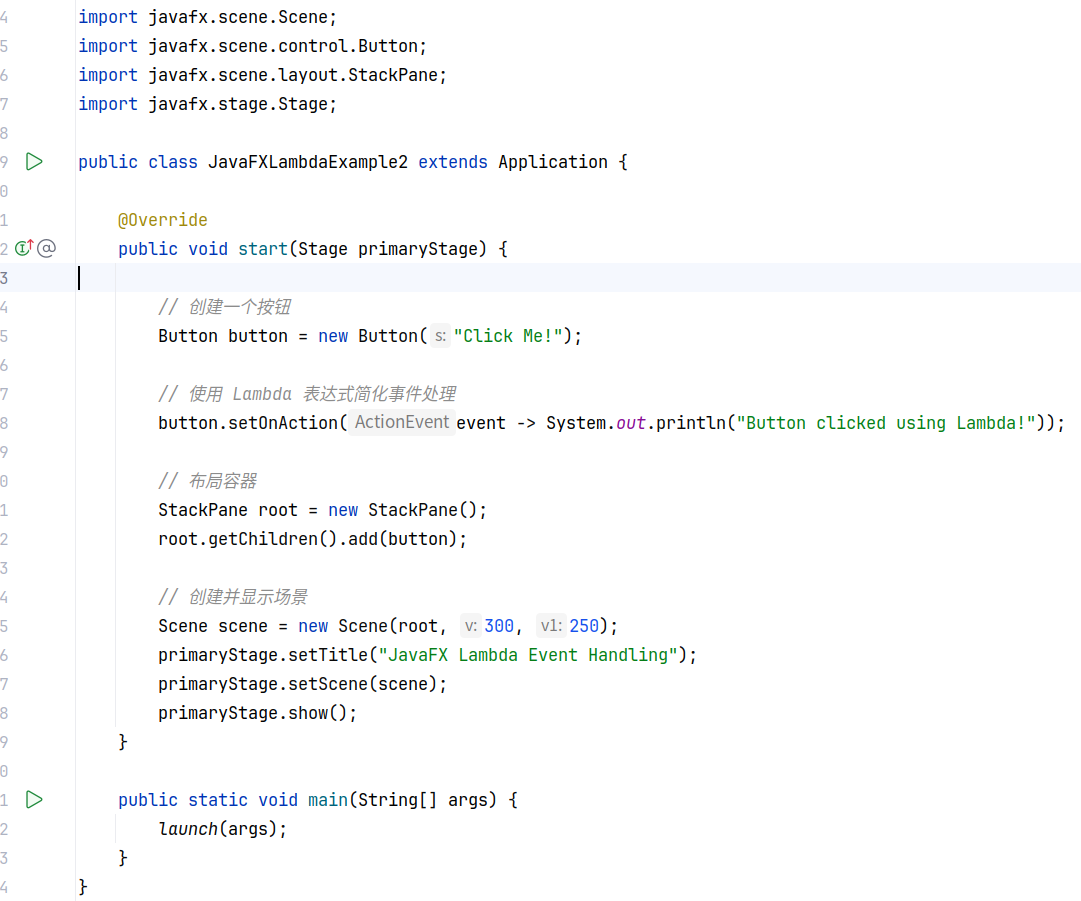 4 import javafx.scene.Scene;
5 import javafx.scene.control.Button;
6 import javafx.scene.layout.StackPane;
7 import javafx.stage.Stage;
8
9 public class JavaFXLambdaExample2 extends Application {
0
1 @Override
2 public void start(Stage primaryStage) {
3
4 // 创建一个按钮
5 Button button = new Button( s: "Click Me!");
6
7 // 使用 Lambda 表达式简化事件处理
8 button.setOnAction( ActionEvent event -> System.out.println("Button clicked using Lambda!"));
9
0 // 布局容器
1 StackPane root = new StackPane();
2 root.getChildren().add(button);
3
4 // 创建并显示场景
5 Scene scene = new Scene(root, v: 300, v1: 250);
6 primaryStage.setTitle("JavaFX Lambda Event Handling");
7 primaryStage.setScene(scene);
8 primaryStage.show();
9 }
0
1 public static void main(String[] args) {
2 launch(args);
3 }
4 }